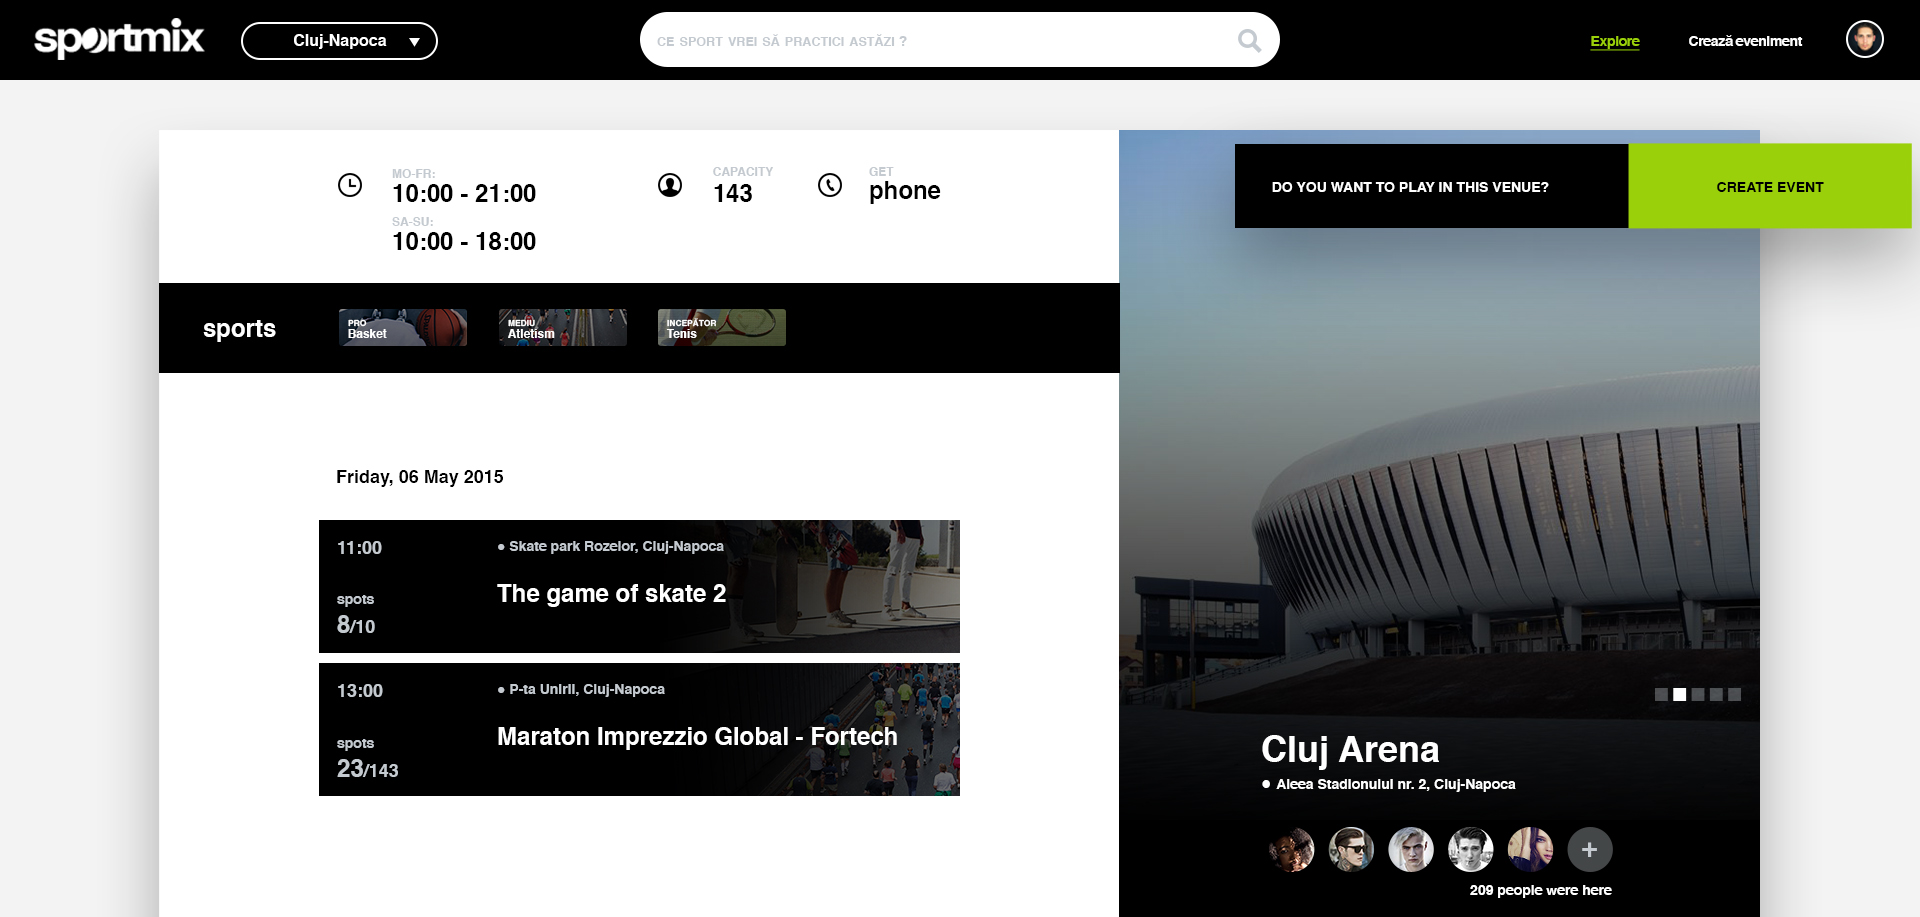 sportmix
Cluj-Napoca
CE SPORT VREI SĂ PRACTICI ASTĂZI ?
Explore
Crează eveniment
MO-FR:
10:00 - 21:00
SA-SU:
10:00 - 18:00
CAPACITY
143
GET
phone
DO YOU WANT TO PLAY IN THIS VENUE?
CREATE EVENT
sports
PRO
Basket
MEDIU
Atletism
INCEPĂTOR
Tenis
Friday, 06 May 2015
11:00
Skate park Rozelor, Cluj-Napoca
The game of skate 2
spots
8/10
13:00
P-ta Unirii, Cluj-Napoca
Maraton Imprezzio Global - Fortech
spots
23/143
Cluj Arena
Aleea Stadionului nr. 2, Cluj-Napoca
209 people were here